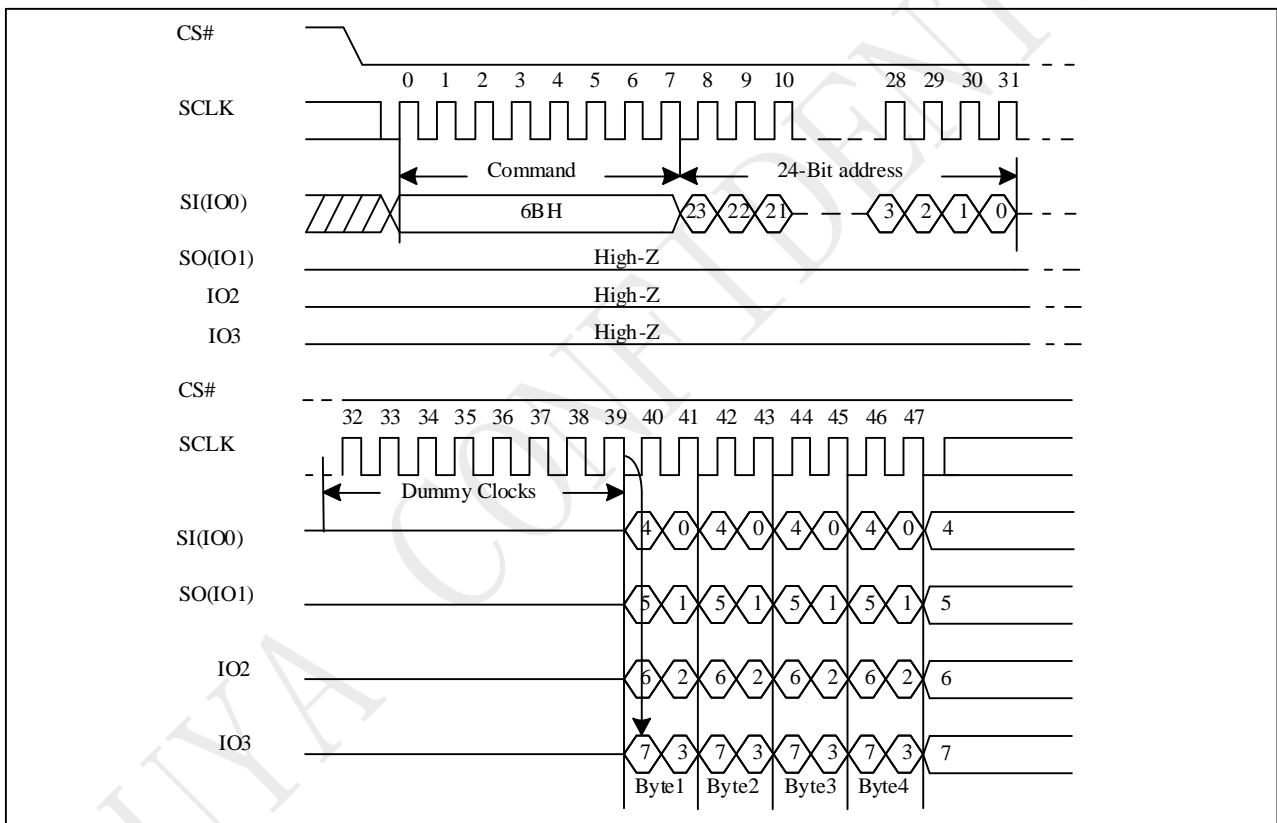 CS#
0 1 2 3 4 5 6 7 8 9 10 28 29 30 31
SCLK
Command 24-Bit address
SI(IO0) 6BH 23 22 21 3 2 1 0
SO(IO1) High-Z
IO2 High-Z
IO3 High-Z
CS#
32 33 34 35 36 37 38 39 40 41 42 43 44 45 46 47
SCLK
Dummy Clocks
SI(IO0) 4 0 4 0 4 0 4 0 4
SO(IO1) 5 1 5 1 5 1 5 1 5
IO2 6 2 6 2 6 2 6 2 6
IO3 7 3 7 3 7 3 7 3 7
Byte1 Byte2 Byte3 Byte4
UYA CONFIDENT